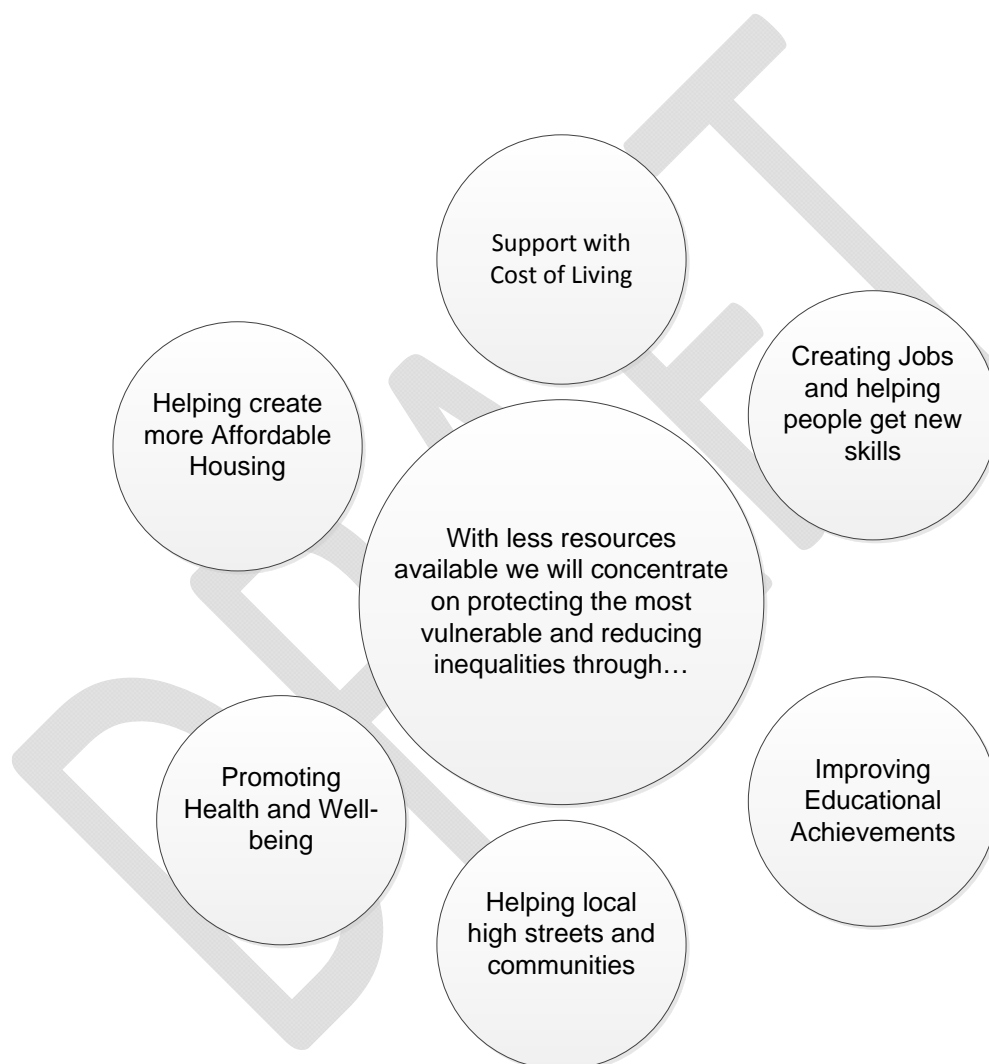 Support with
Cost of Living
Creating Jobs
and helping
people get new
skills
Helping create
more Affordable
Housing
With less resources
available we will concentrate
on protecting the most
vulnerable and reducing
inequalities through…
Promoting
Health and Well-
being
Improving
Educational
Achievements
Helping local
high streets and
communities
DRAFT